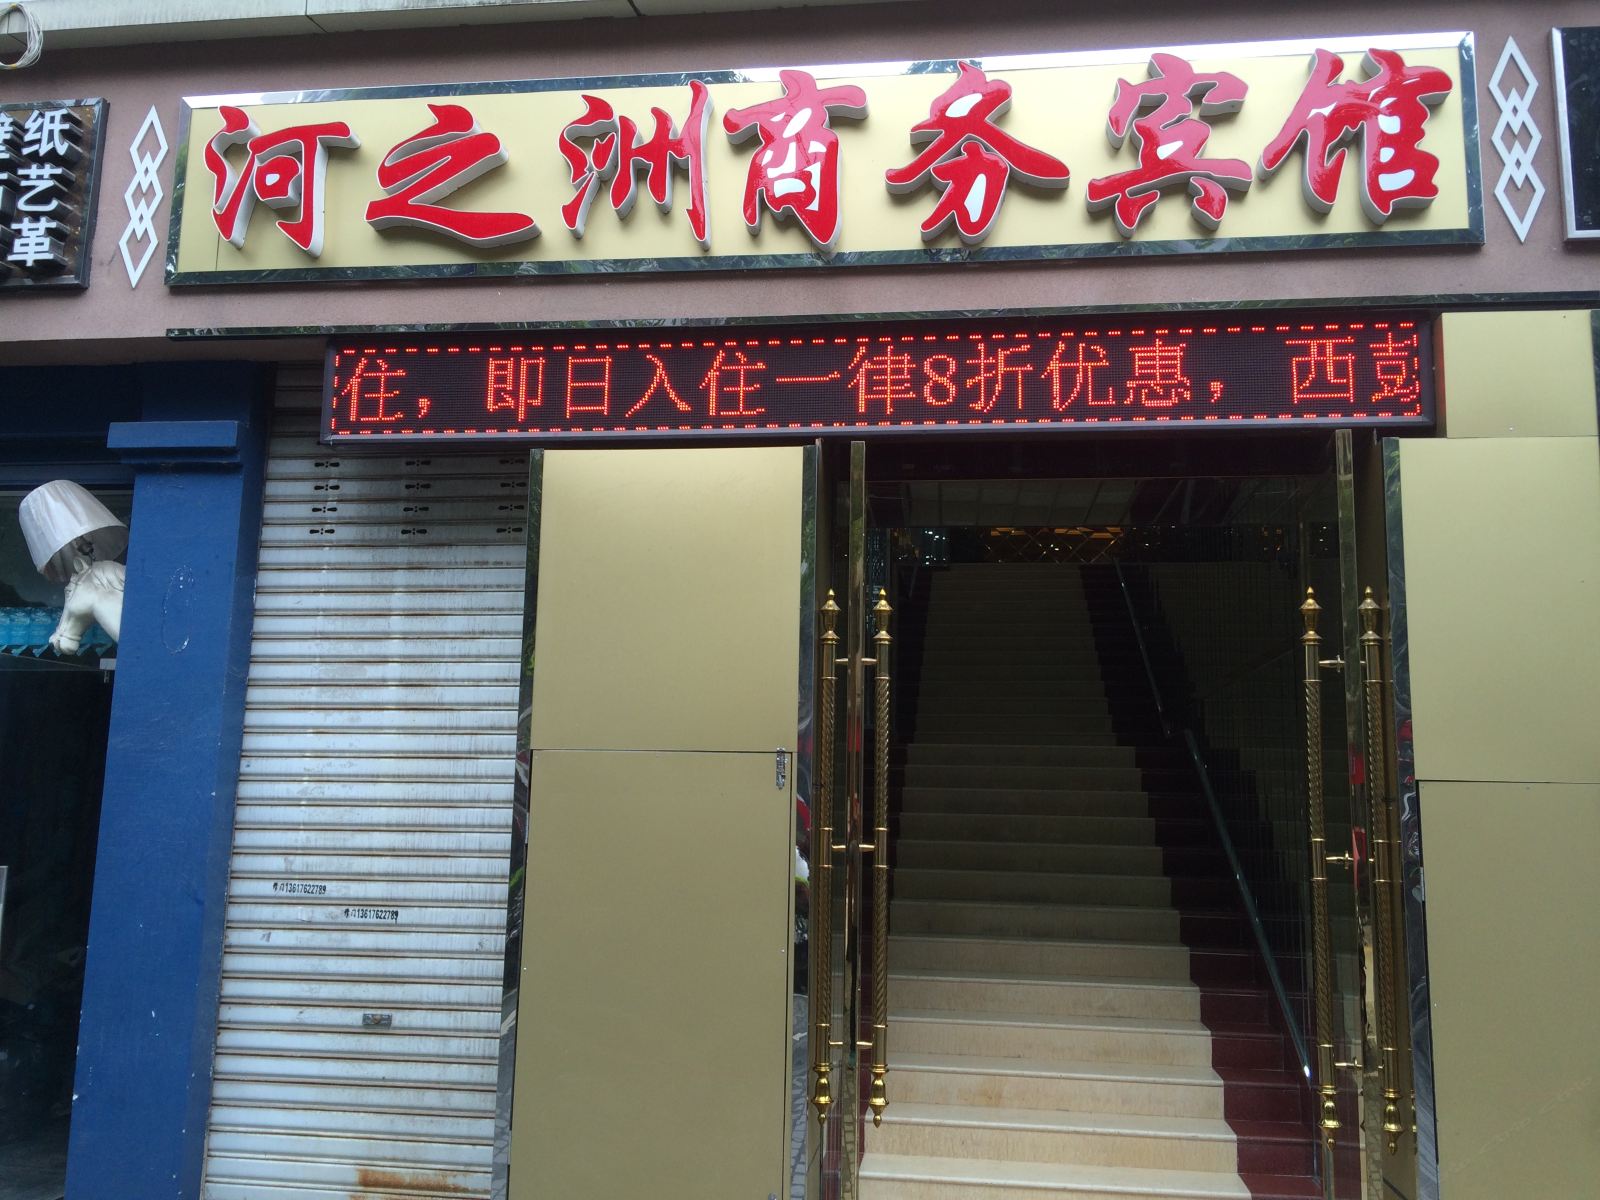 河之洲商务宾馆
纸
艺
革
住，即日入住一律8折优惠，西彭
13617622789
13617622789